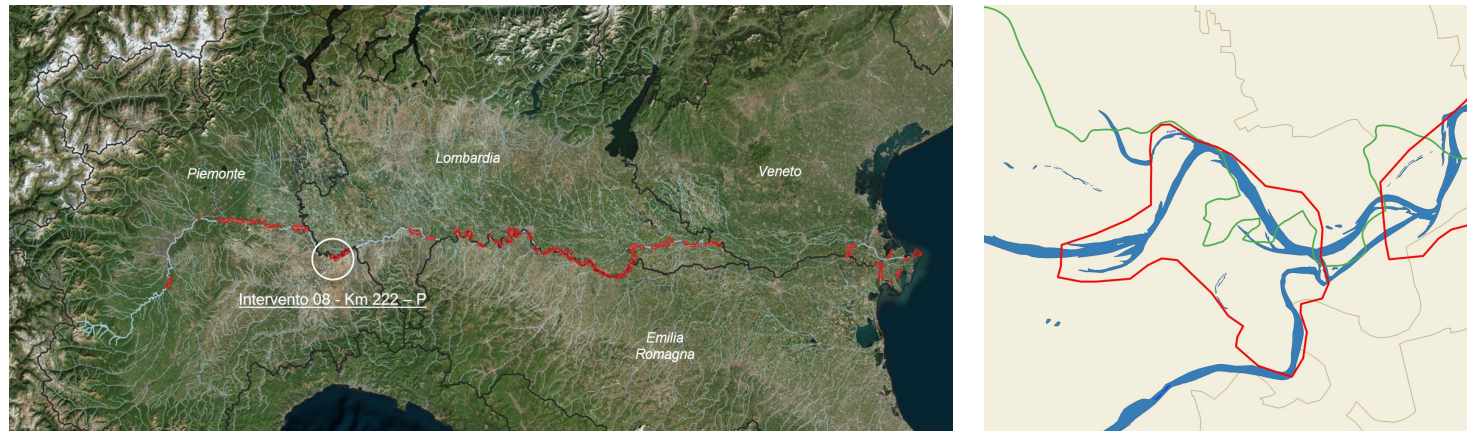 Lombardia
Piemonte
Veneto
Intervento 08 - Km 222 – P
Emilia
Romagna